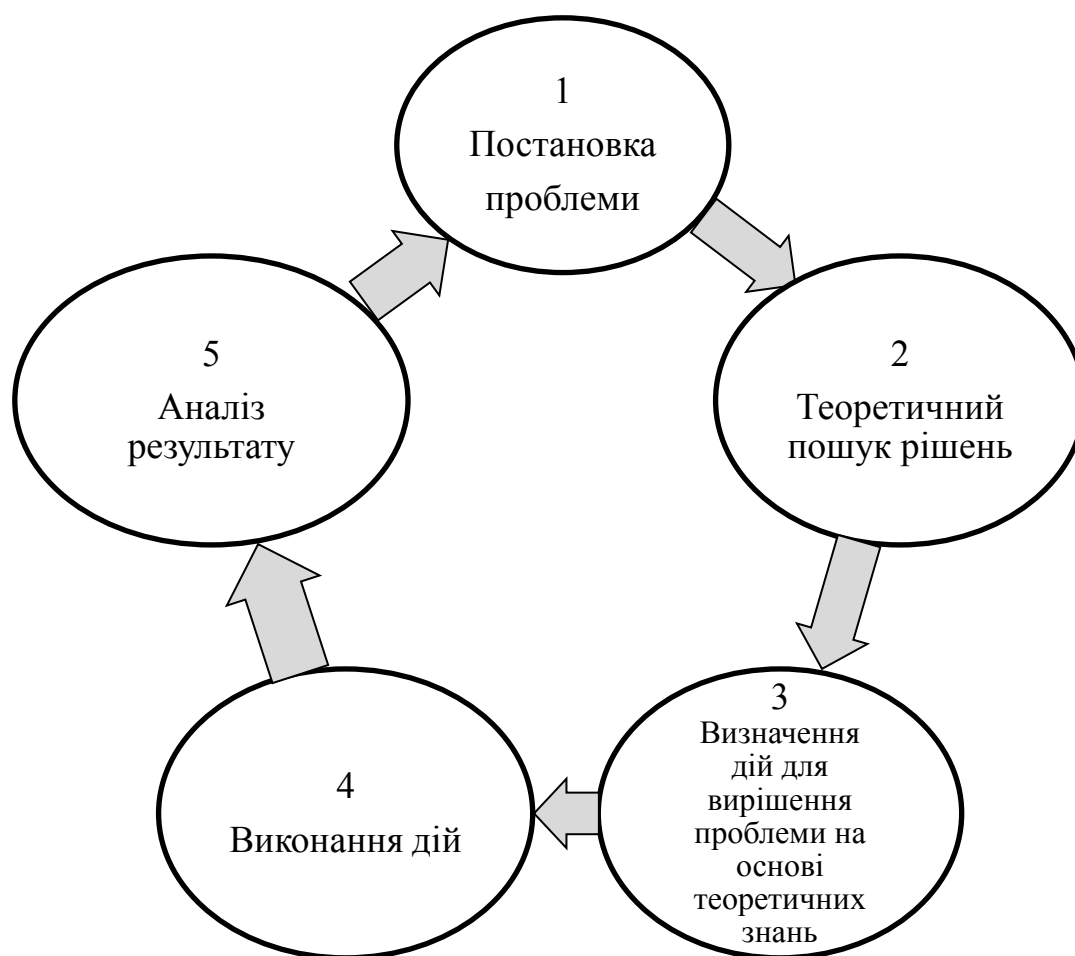 1
Постановка
проблеми
2
Теоретичний
пошук рішень
3
Визначення
дій для
вирішення
проблеми на
основі
теоретичних
знань
4
Виконання дій
5
Аналіз
результату